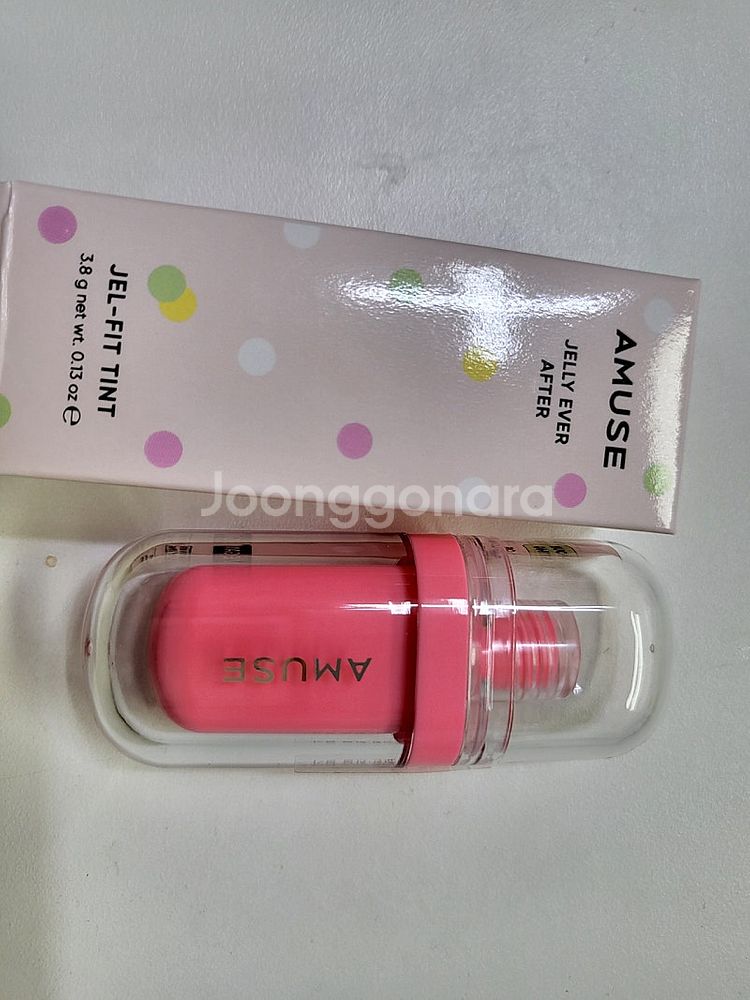 AMUSE
JELLY EVER
AFTER
JEL-FIT TINT
3.8 g net wt. 0.13 oz ℮
Joonggonara
AMUSE